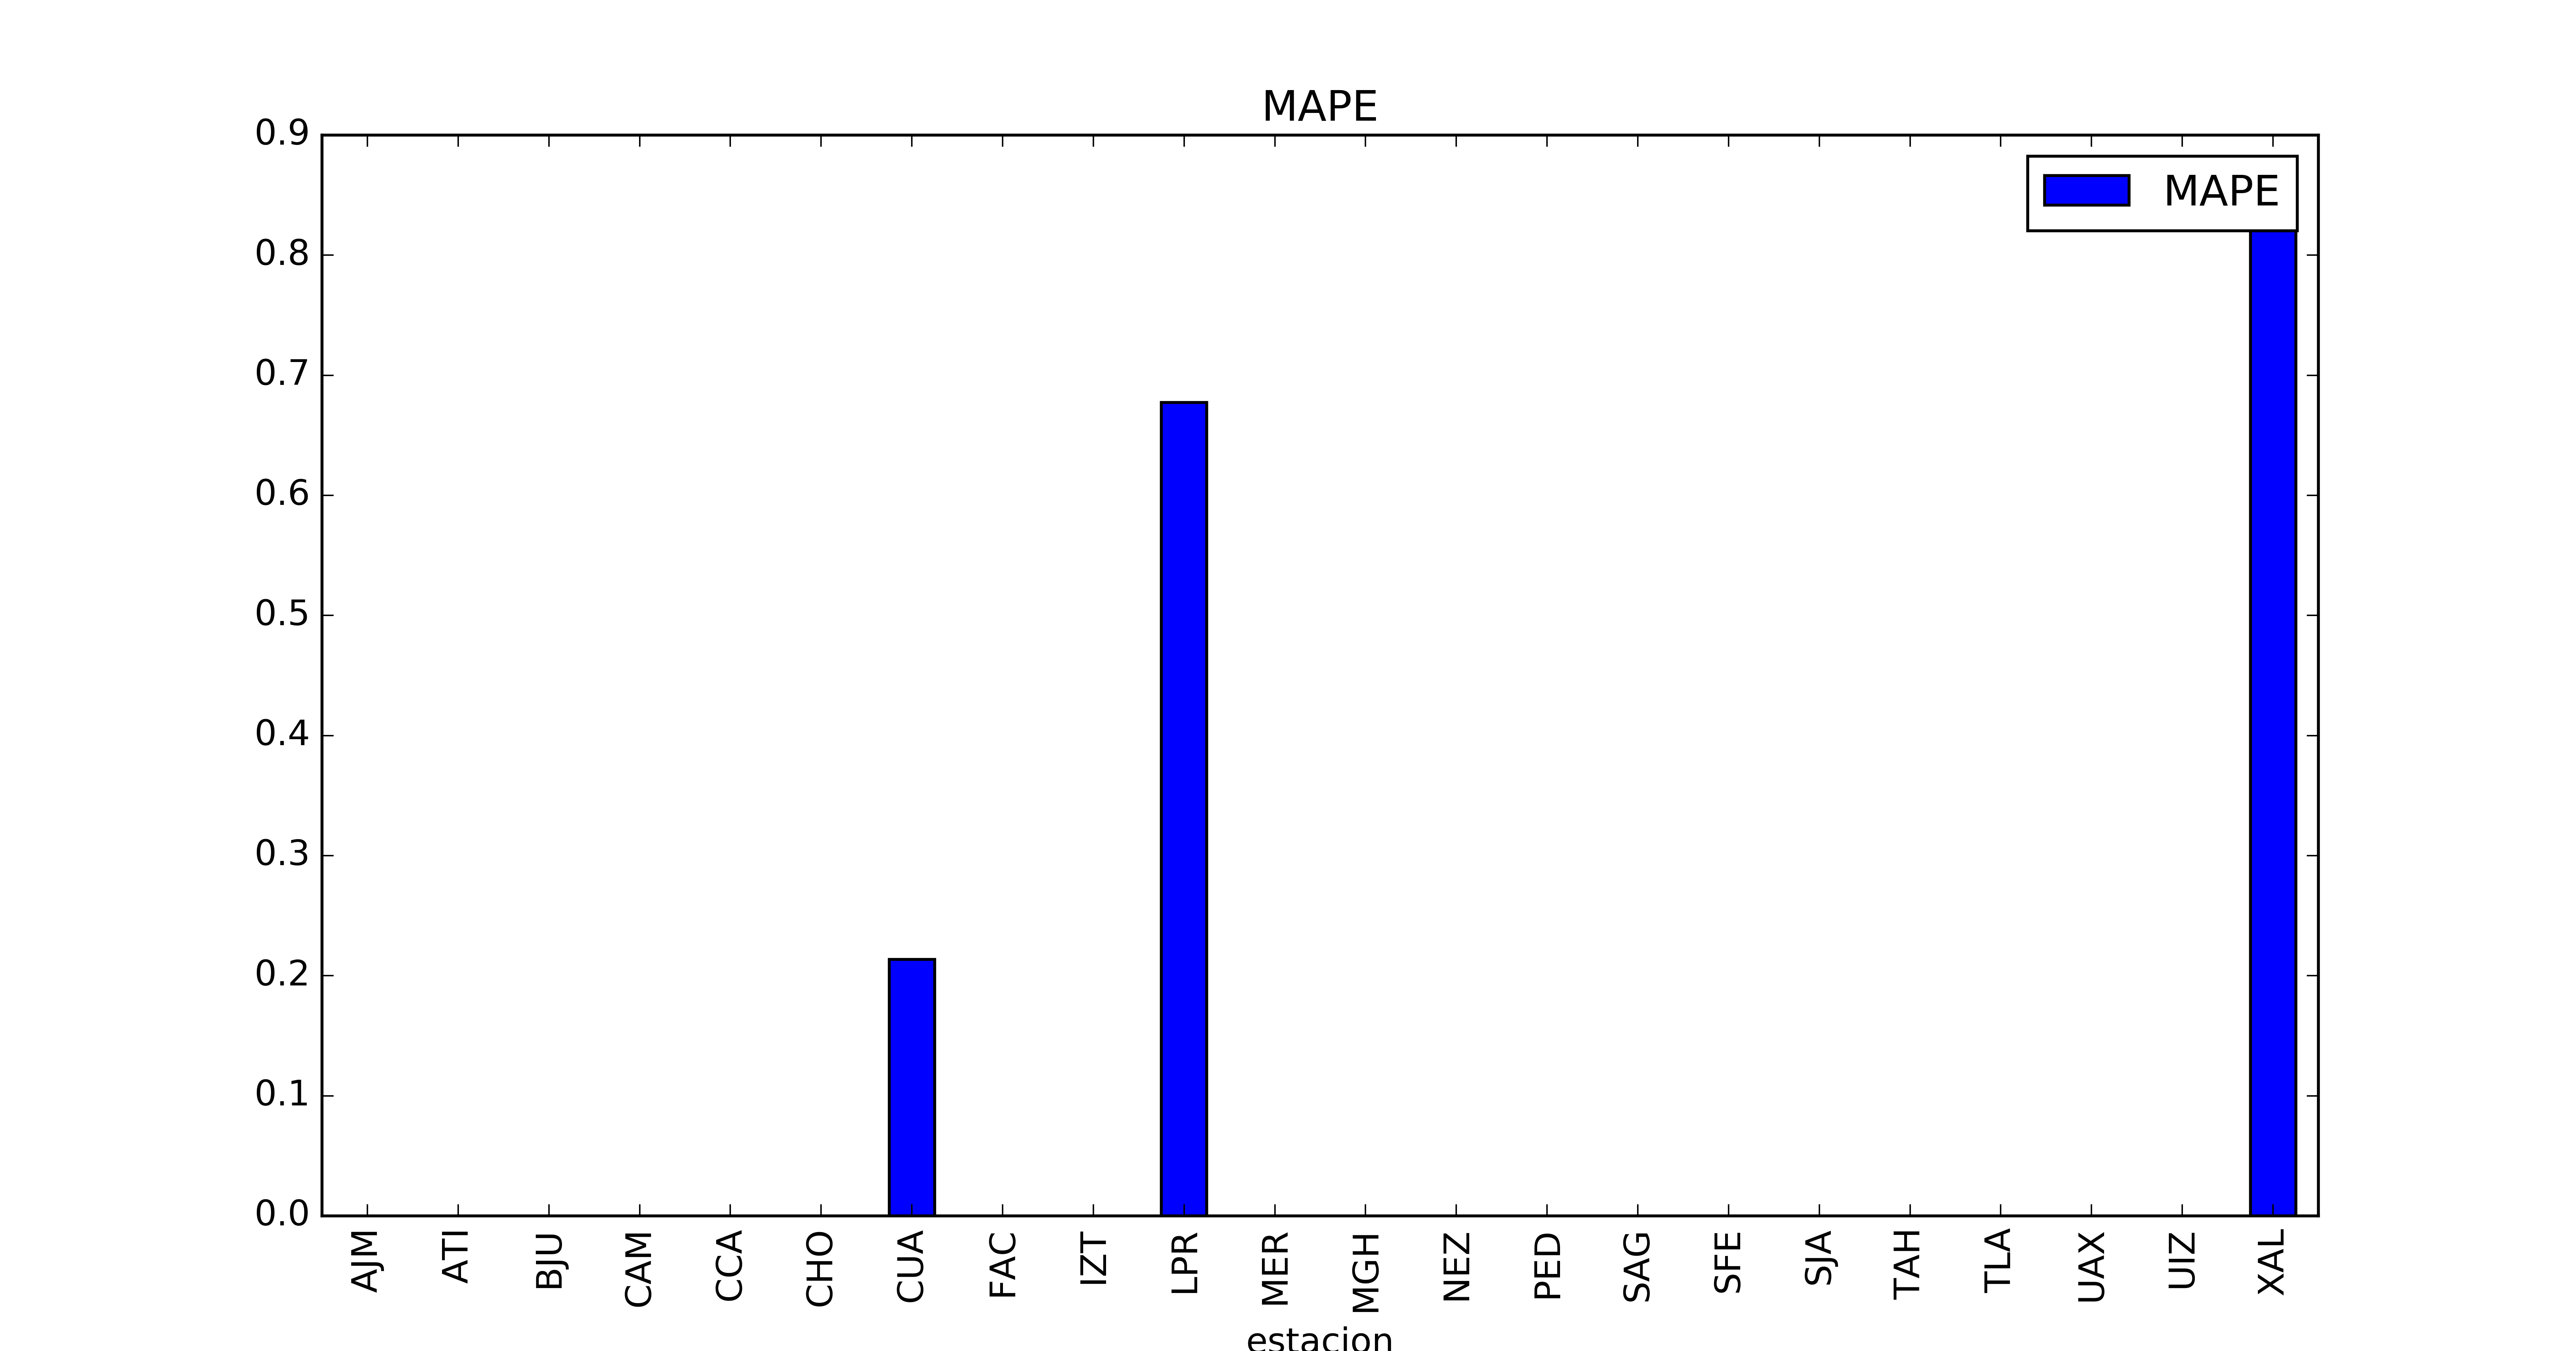 MAPE
0.9
0.8
0.7
0.6
0.5
0.4
0.3
0.2
0.1
0.0
MAPE
AJM ATI BJU CAM CCA CHO CUA FAC IZT LPR MER MGH NEZ PED SAG SFE SJA TAH TLA UAX UIZ XAL
estacion